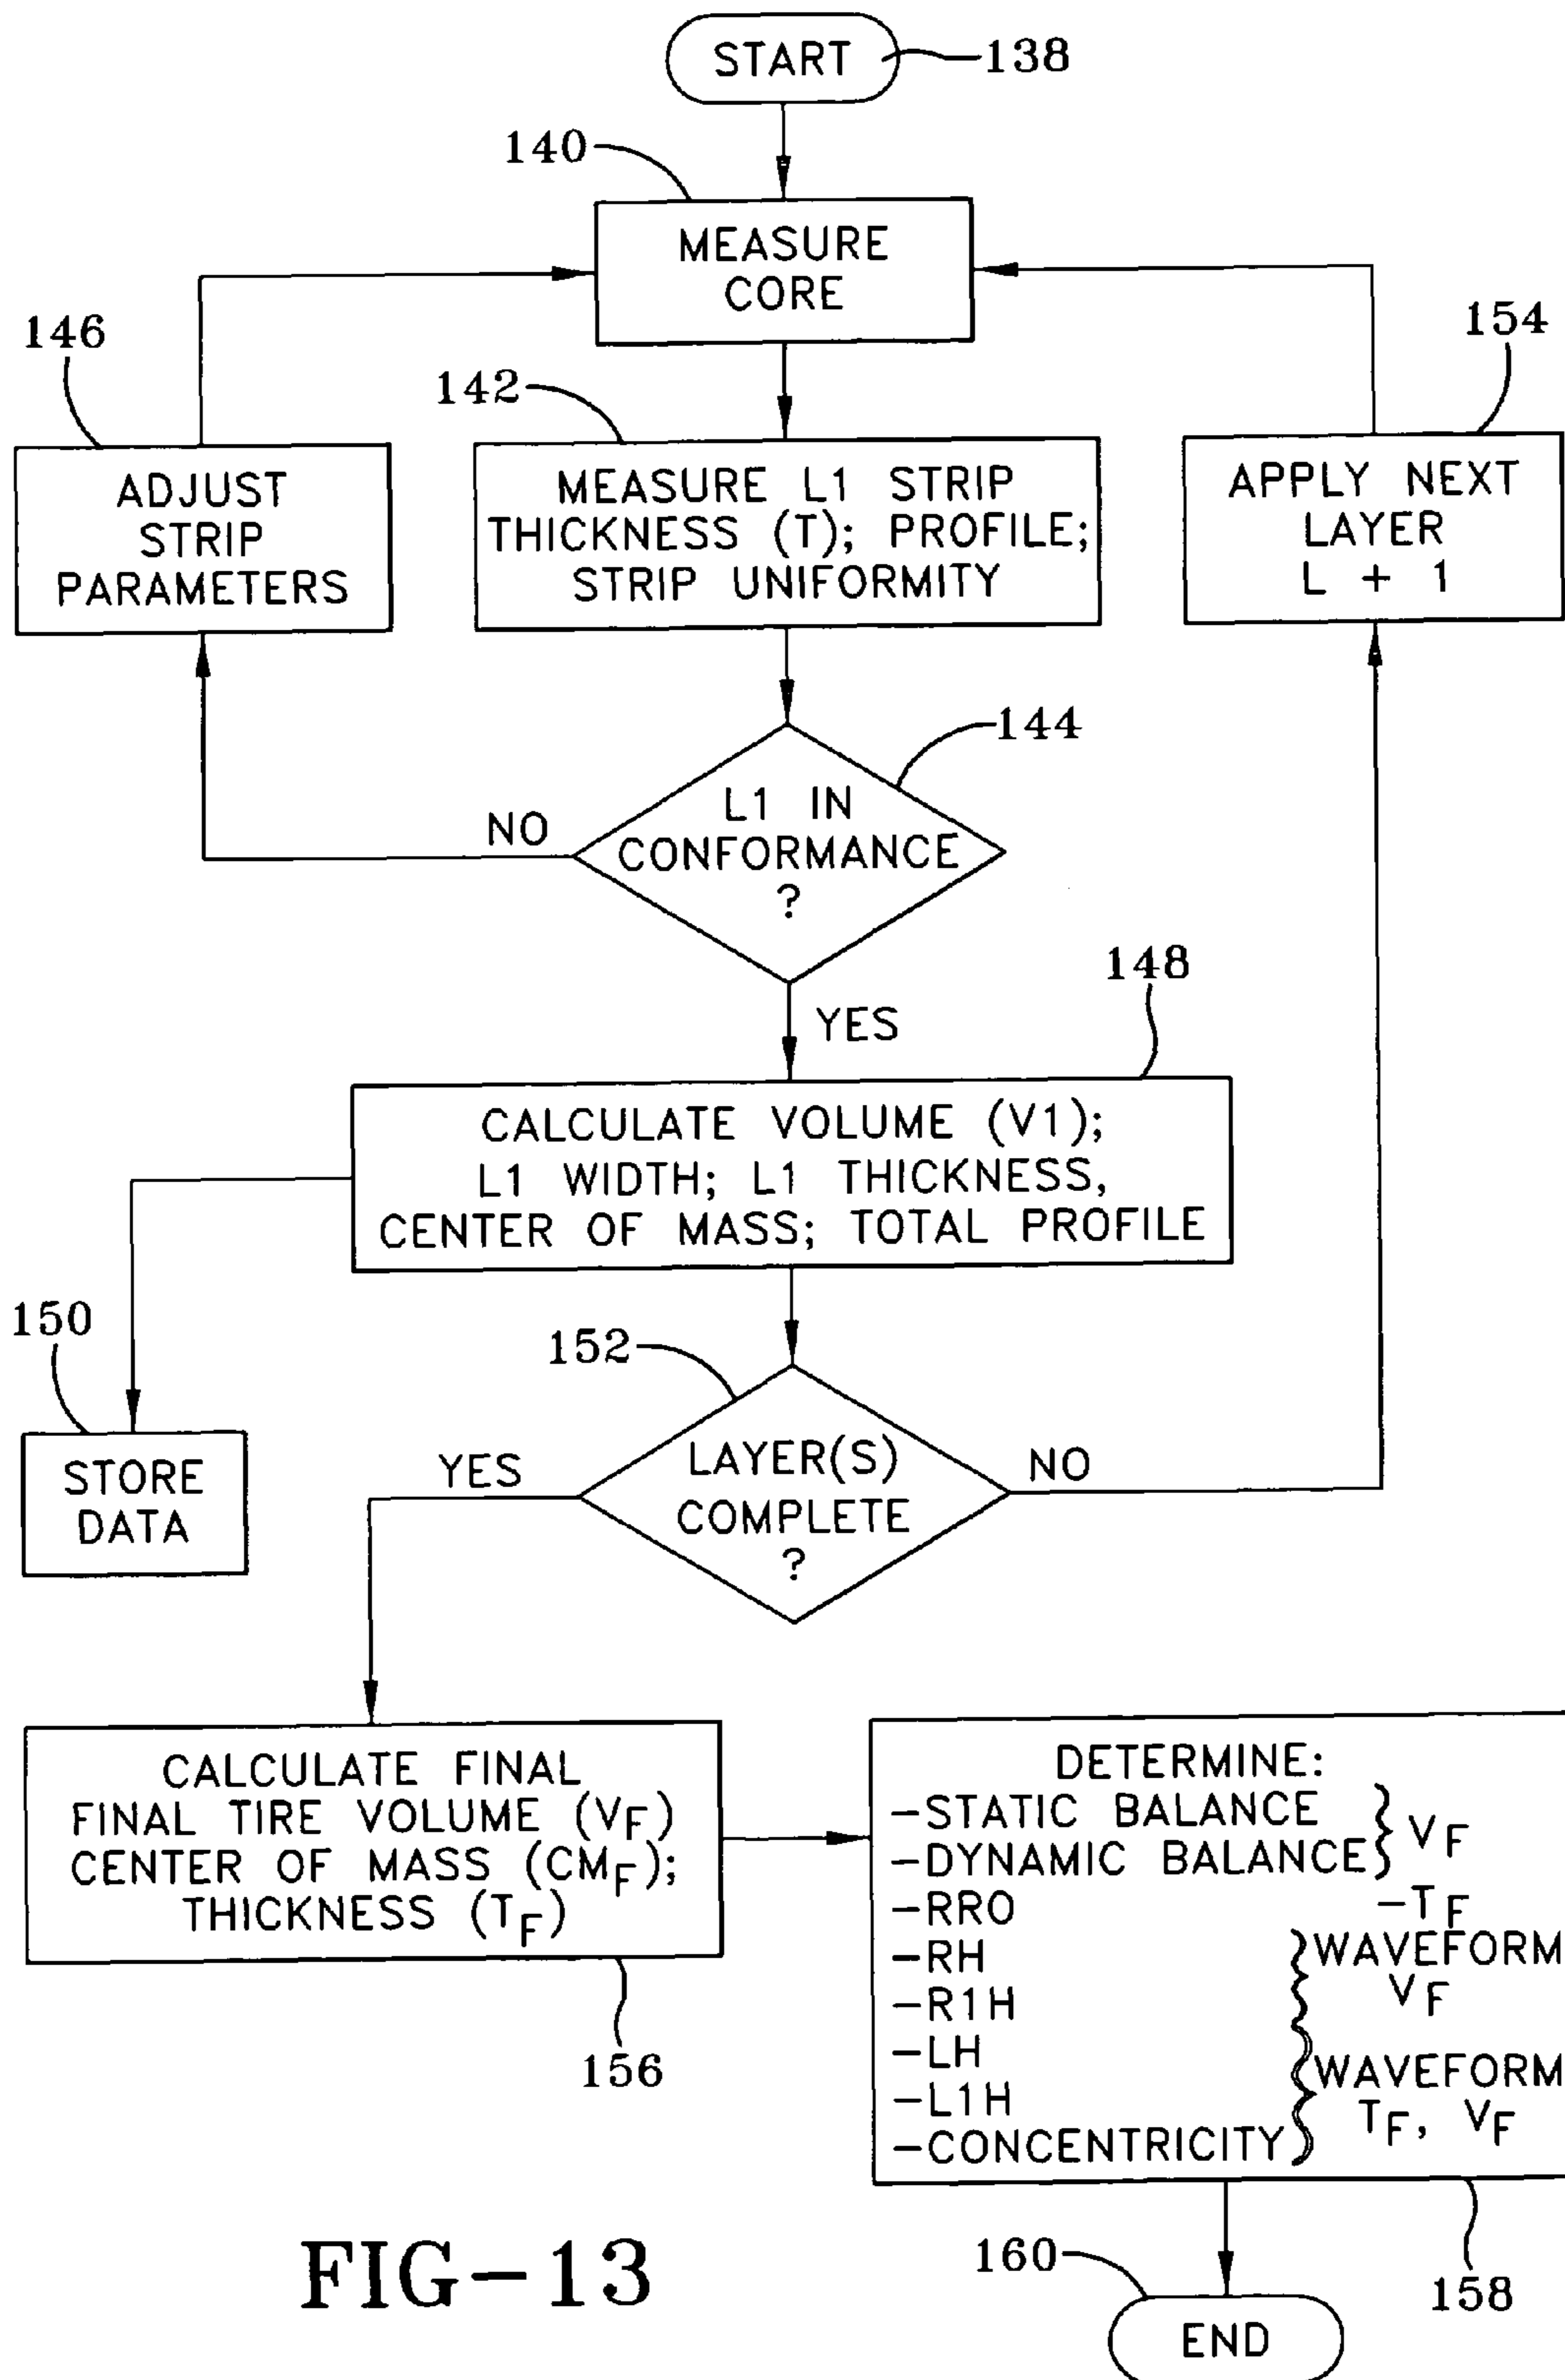 START
138
140
MEASURE
CORE
146
ADJUST
STRIP
PARAMETERS
142
MEASURE L1 STRIP
THICKNESS (T); PROFILE;
STRIP UNIFORMITY
154
APPLY NEXT
LAYER
L + 1
144
L1 IN
CONFORMANCE
?
NO
YES
148
CALCULATE VOLUME (V1);
L1 WIDTH; L1 THICKNESS,
CENTER OF MASS; TOTAL PROFILE
150
STORE
DATA
152
LAYER(S)
COMPLETE
?
YES
NO
CALCULATE FINAL
FINAL TIRE VOLUME (VF)
CENTER OF MASS (CMF);
THICKNESS (TF)
156
DETERMINE:
-STATIC BALANCE
-DYNAMIC BALANCE
VF
-RRO -TF
-RH
-R1H
WAVEFORM
VF
-LH
-L1H
-CONCENTRICITY
WAVEFORM
TF, VF
158
160
END
FIG-13